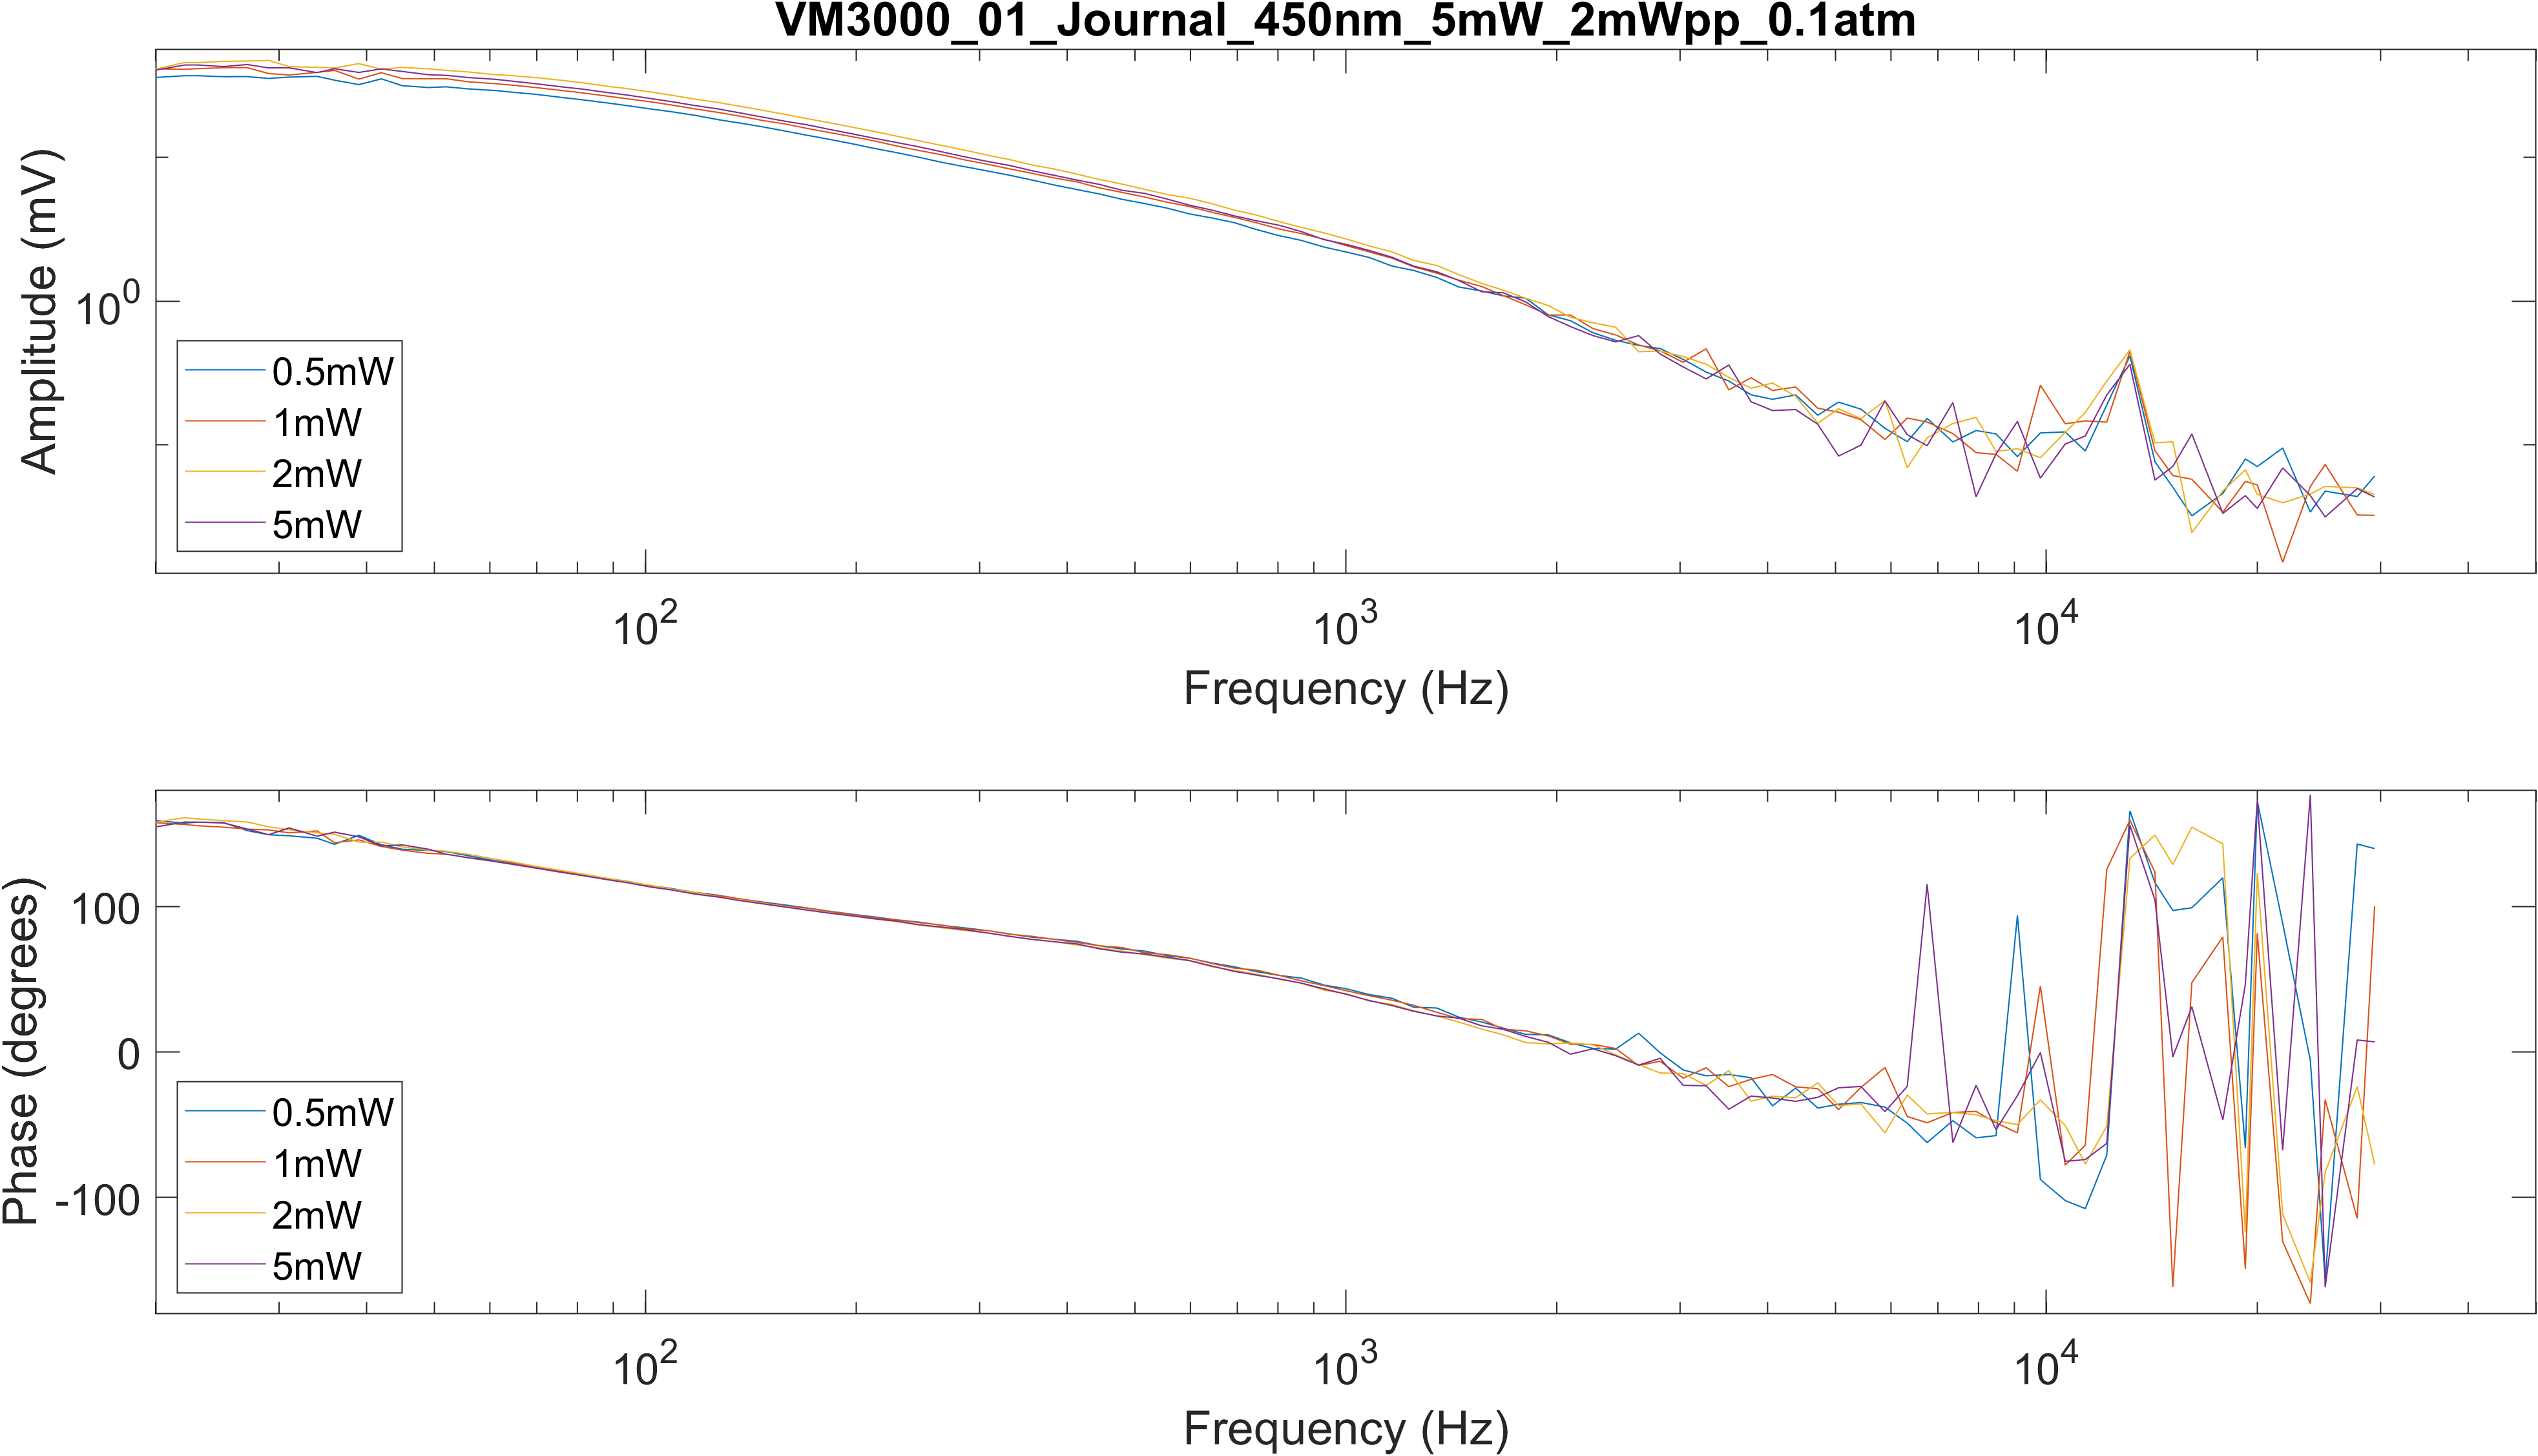 VM3000_01_Journal_450nm_5mW_2mWpp_0.1atm
Amplitude (mV)
10^0
0.5mW
1mW
2mW
5mW
10^2
10^3
10^4
Frequency (Hz)
Phase (degrees)
100
0
-100
0.5mW
1mW
2mW
5mW
10^2
10^3
10^4
Frequency (Hz)